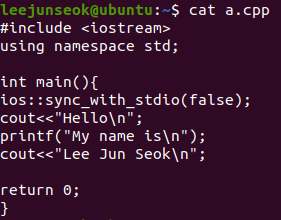 leejunseok@ubuntu:~$ cat a.cpp
#include <iostream>
using namespace std;

int main(){
ios::sync_with_stdio(false);
cout<<"Hello\n";
printf("My name is\n");
cout<<"Lee Jun Seok\n";

return 0;
}